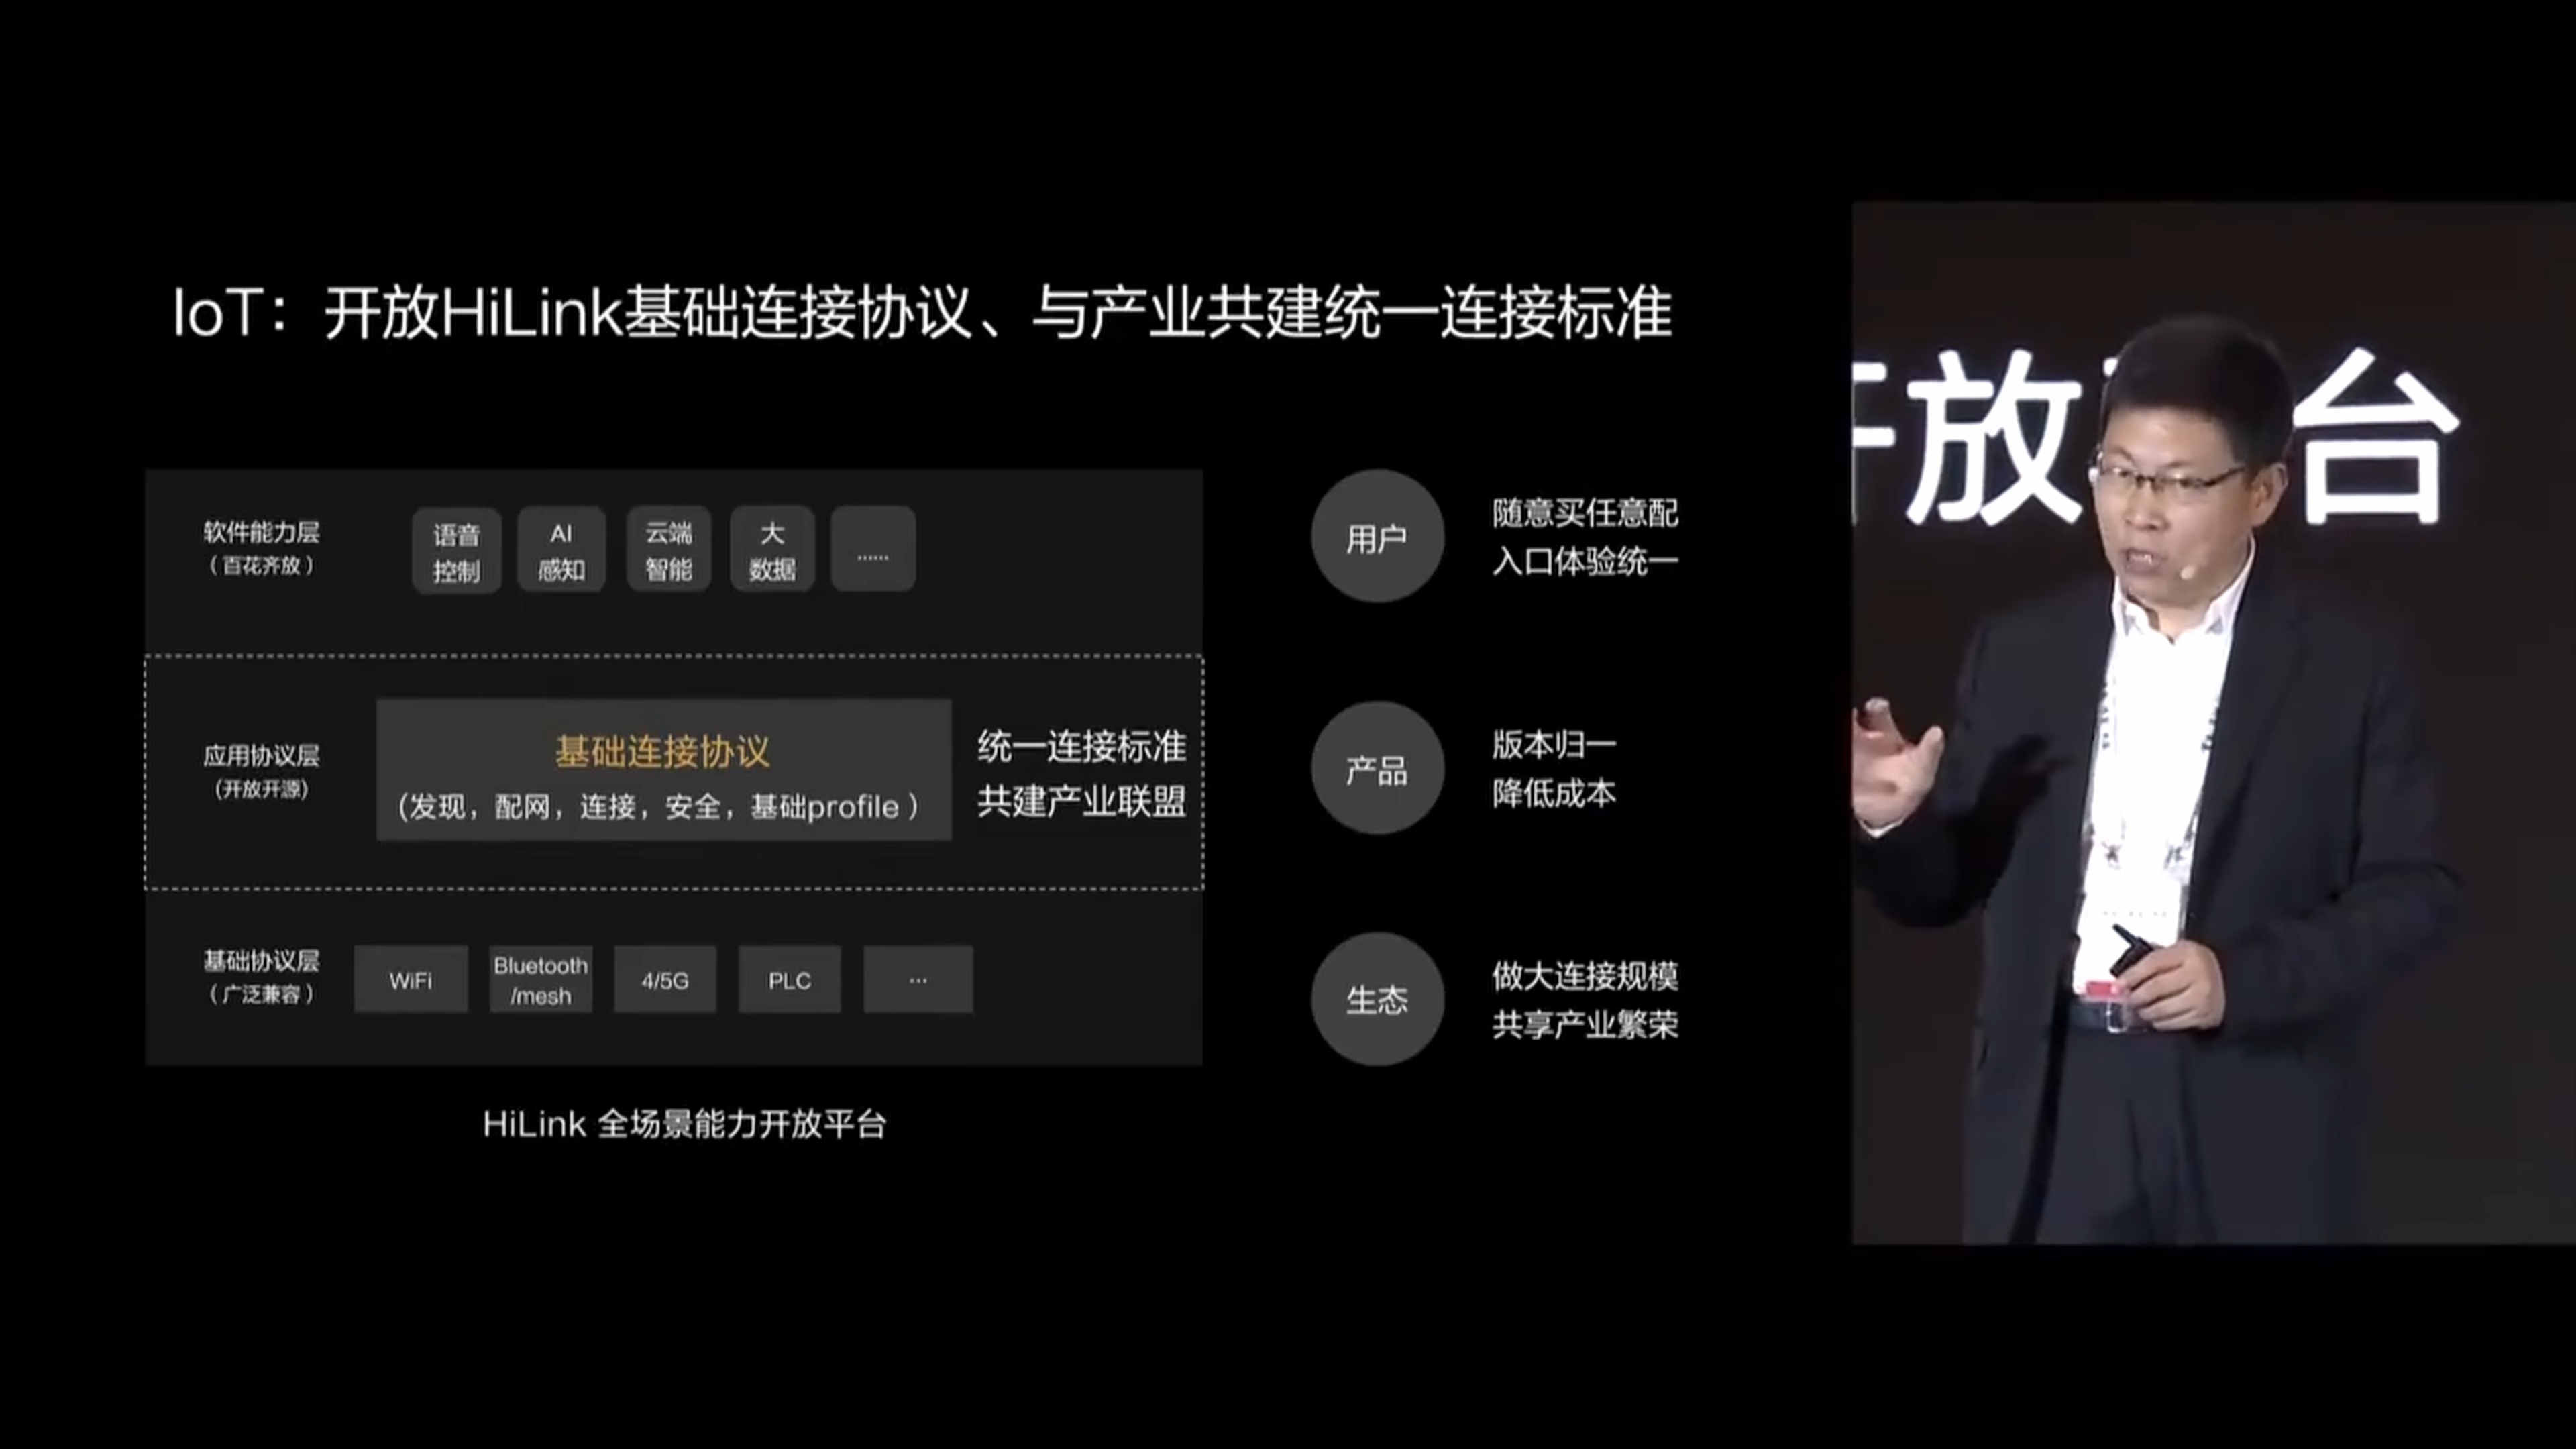 IoT：开放HiLink基础连接协议、与产业共建统一连接标准
软件能力层
（百花齐放）
语音
控制
AI
感知
云端
智能
大
数据
......
应用协议层
(开放开源)
基础连接协议
(发现，配网，连接，安全，基础profile ）
统一连接标准
共建产业联盟
基础协议层
（广泛兼容）
WiFi
Bluetooth
/mesh
4/5G
PLC
...
HiLink 全场景能力开放平台
用户
随意买任意配
入口体验统一
产品
版本归一
降低成本
生态
做大连接规模
共享产业繁荣
放 台